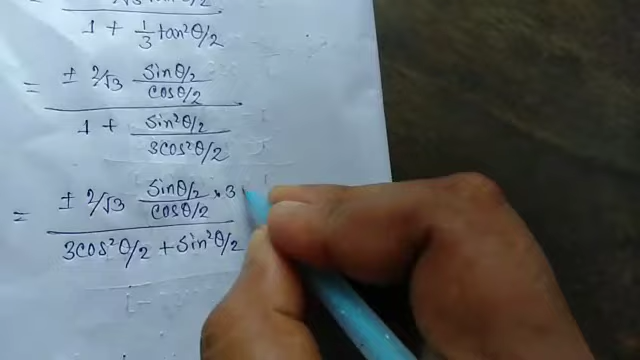 1 + 1/3 tan²θ/2
= ± 2/√3 sinθ/2 / cosθ/2
1 + sin²θ/2 / 3cos²θ/2
= ± 2/√3 sinθ/2 / cosθ/2 · 3
3cos²θ/2 + sin²θ/2